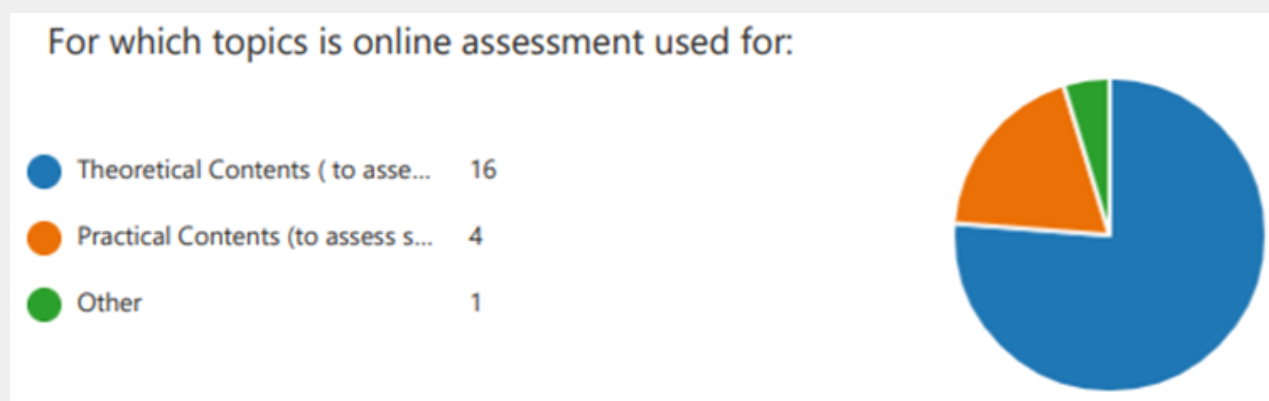 For which topics is online assessment used for:
Theoretical Contents ( to asse... 16
Practical Contents (to assess s... 4
Other 1